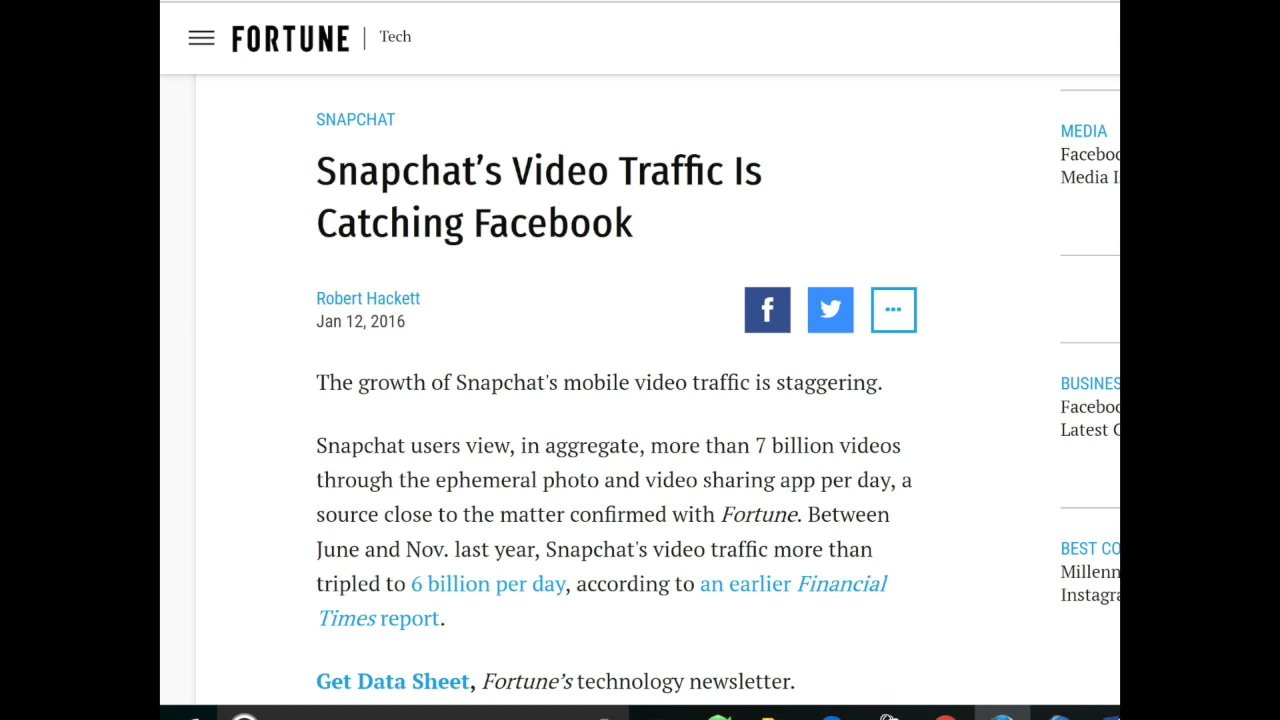 FORTUNE | Tech
SNAPCHAT
Snapchat’s Video Traffic Is
Catching Facebook
Robert Hackett
Jan 12, 2016
The growth of Snapchat's mobile video traffic is staggering.
Snapchat users view, in aggregate, more than 7 billion videos
through the ephemeral photo and video sharing app per day, a
source close to the matter confirmed with Fortune. Between
June and Nov. last year, Snapchat's video traffic more than
tripled to 6 billion per day, according to an earlier Financial
Times report.
Get Data Sheet, Fortune’s technology newsletter.
MEDIA
Media
Latest
BEST